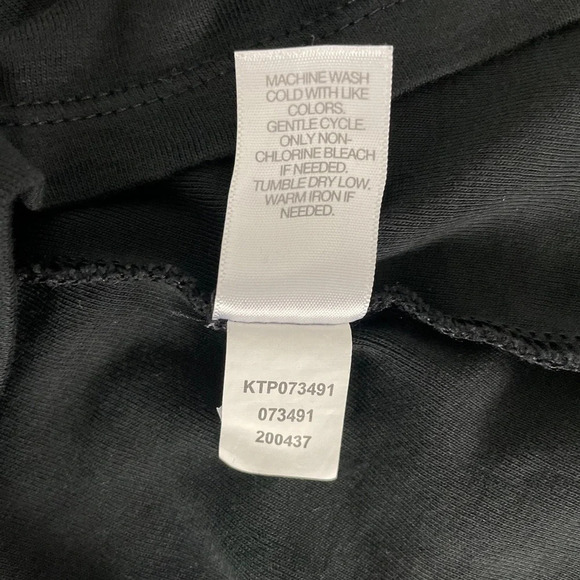 MACHINE WASH
COLD WITH LIKE
COLORS.
GENTLE CYCLE.
ONLY NON-
CHLORINE BLEACH
IF NEEDED.
TUMBLE DRY LOW,
WARM IRON IF
NEEDED.
KTP073491
073491
200437